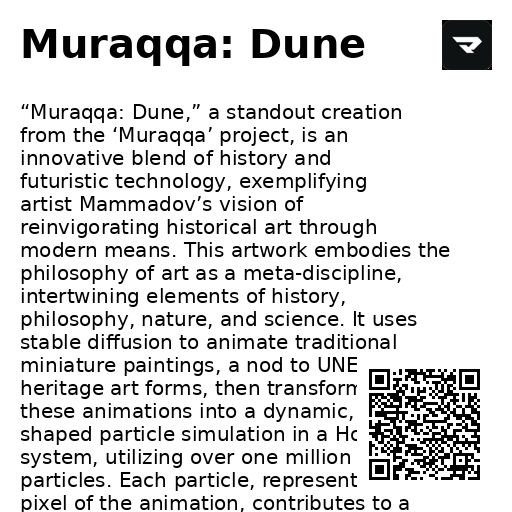 Muraqqa: Dune
“Muraqqa: Dune,” a standout creation
from the ‘Muraqqa’ project, is an
innovative blend of history and
futuristic technology, exemplifying
artist Mammadov’s vision of
reinvigorating historical art through
modern means. This artwork embodies the
philosophy of art as a meta-discipline,
intertwining elements of history,
philosophy, nature, and science. It uses
stable diffusion to animate traditional
miniature paintings, a nod to UNE
heritage art forms, then transform
these animations into a dynamic,
shaped particle simulation in a
system, utilizing over one million
particles. Each particle, represent
pixel of the animation, contributes to a